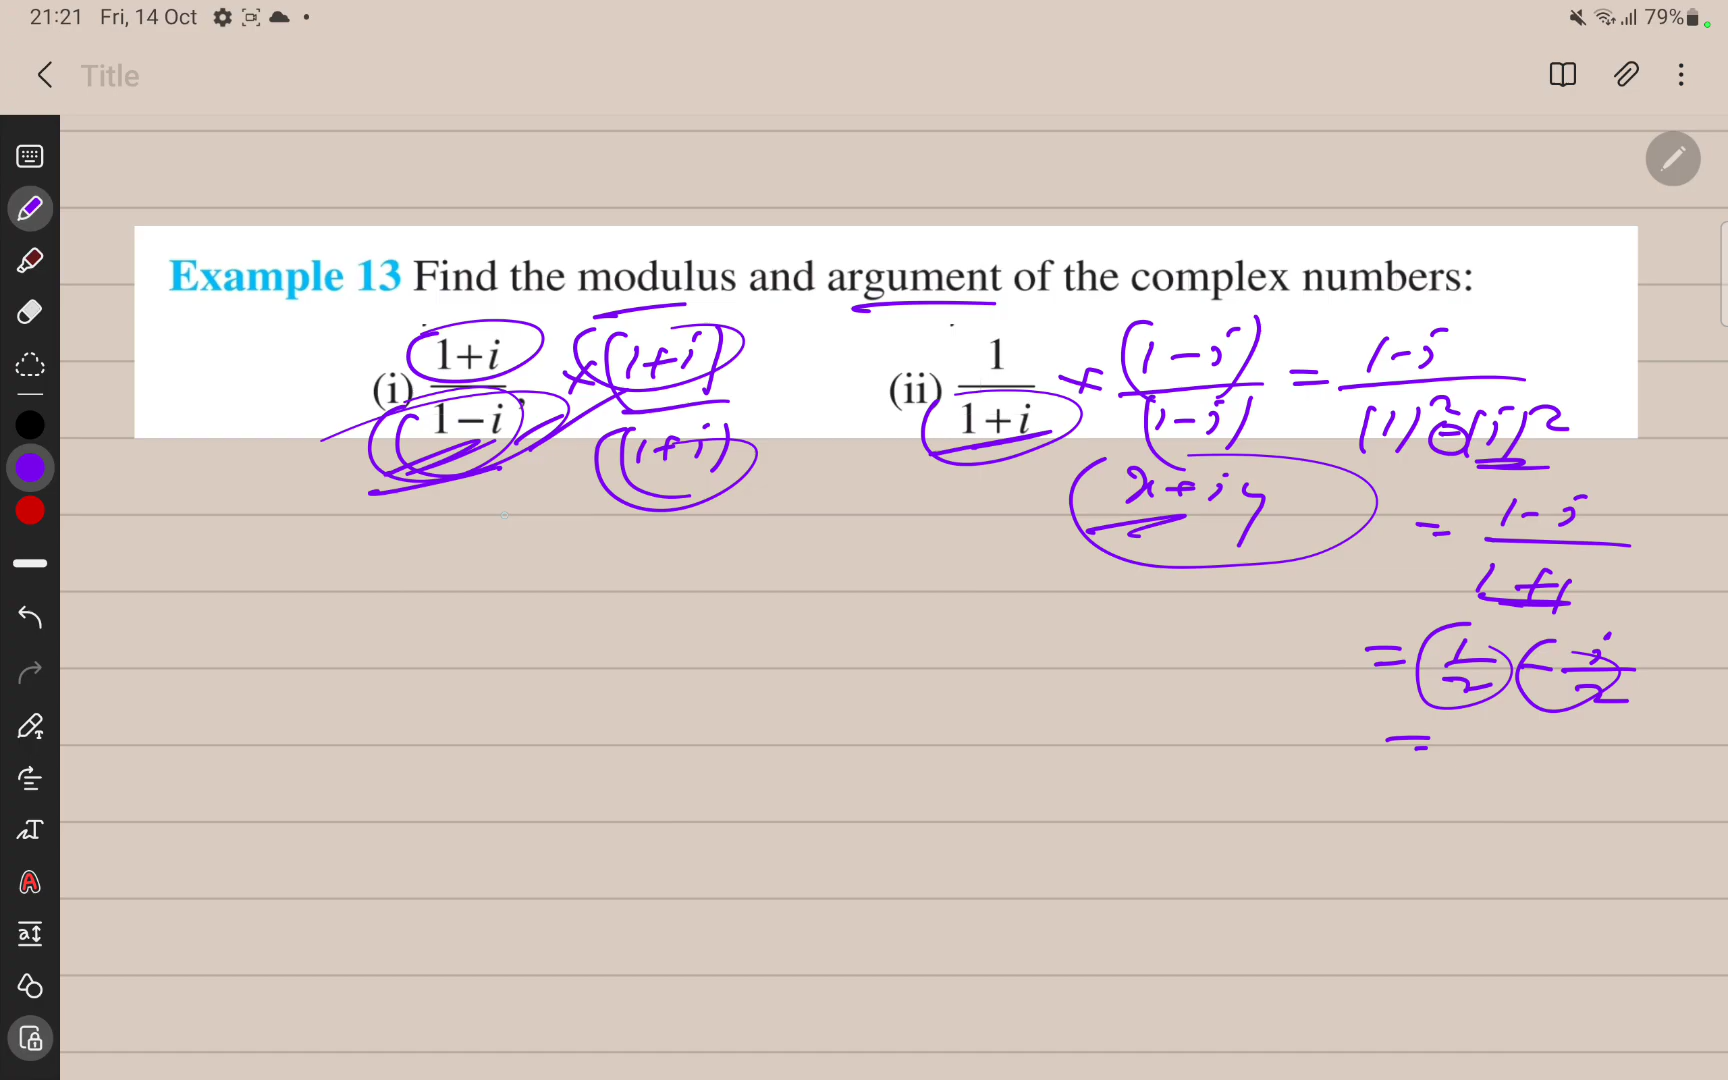 21:21 Fri, 14 Oct
79%
Title
Example 13 Find the modulus and argument of the complex numbers:
(i) 1+i / 1−i, × (1+i) / (1+i)
(ii) 1 / 1+i × (1−i) / (1−i) = 1−i / (1)² − (i)²
x+iy
= 1−i / 1+1
= 1/2 − i/2
=